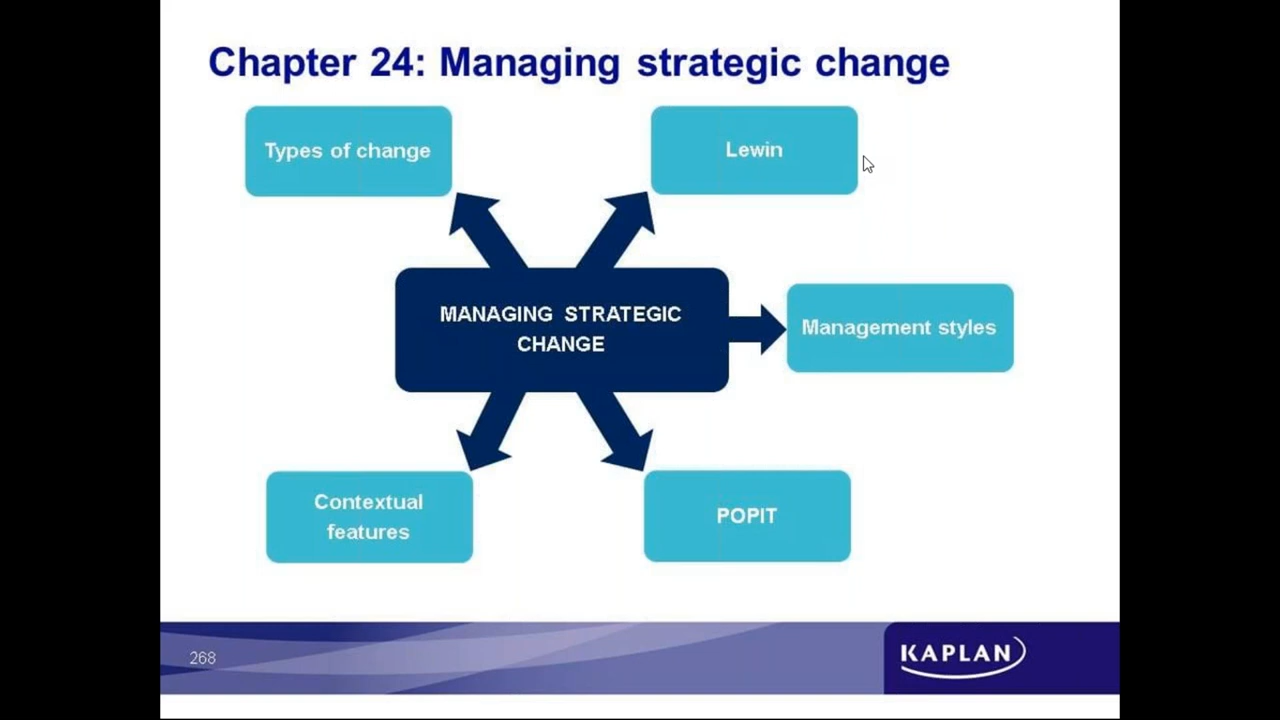 Chapter 24: Managing strategic change
Types of change
Lewin
MANAGING STRATEGIC
CHANGE
Management styles
Contextual
features
POPIT
268
KAPLAN